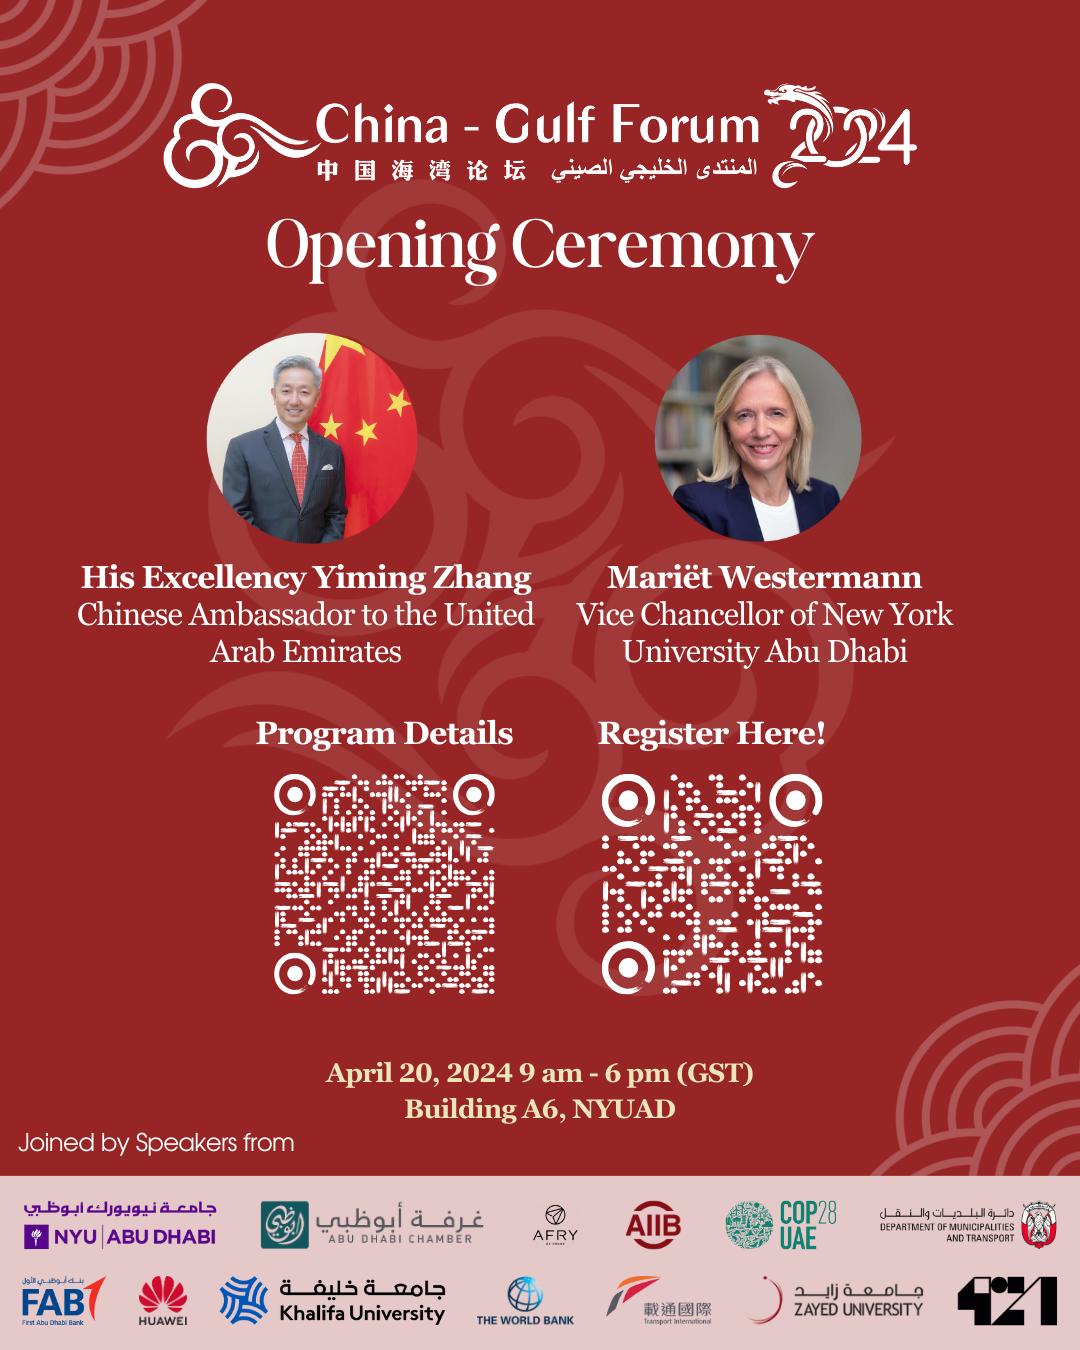 China - Gulf Forum 2024
中国海湾论坛 المنتدى الخليجي الصيني
Opening Ceremony
His Excellency Yiming Zhang
Chinese Ambassador to the United
Arab Emirates
Mariët Westermann
Vice Chancellor of New York
University Abu Dhabi
Program Details
Register Here!
April 20, 2024 9 am - 6 pm (GST)
Building A6, NYUAD
Joined by Speakers from
جامعة نيويورك أبوظبي
NYU ABU DHABI
غرفة أبوظبي
ABU DHABI CHAMBER
AFRY
AIIB
COP28
UAE
دائرة البلديات والنقل
DEPARTMENT OF MUNICIPALITIES
AND TRANSPORT
بنك أبوظبي الأول
FAB
First Abu Dhabi Bank
HUAWEI
جامعة خليفة
Khalifa University
THE WORLD BANK
載通國際
Transport International
جامعة زايد
ZAYED UNIVERSITY
421